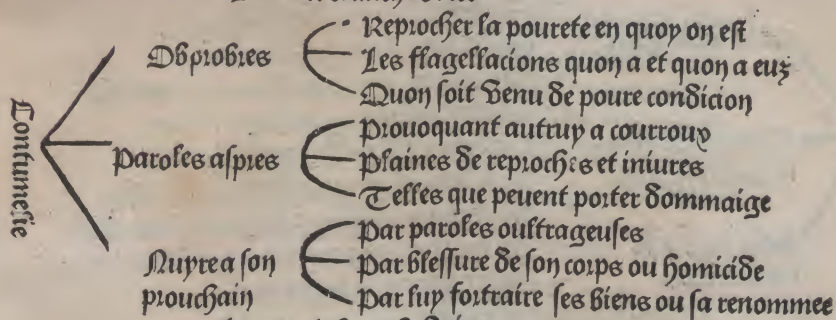 Contumelie
Obprobres
Reprocher la pourete en quoy on est
Les flagellacions quon a et quon a eux
Quon soit venu de poure condicion
Paroles aspres
Prouoquant autruy a courroux
Plaines de reproches et iniures
Telles que peuent porter dommaige
Nuyre a son
prouchain
Par paroles oultrageuses
Par blessure de son corps ou homicide
Par luy fortraire ses biens ou sa renommee